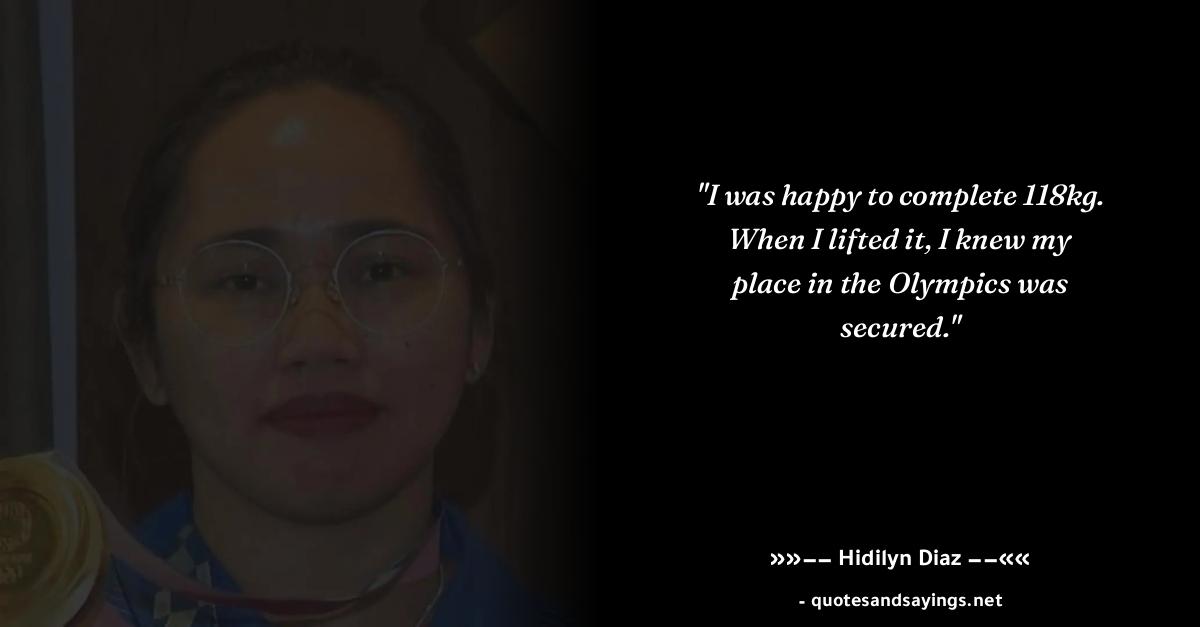 "I was happy to complete 118kg.
When I lifted it, I knew my
place in the Olympics was
secured."
»»−− Hidilyn Diaz −−««
- quotesandsayings.net